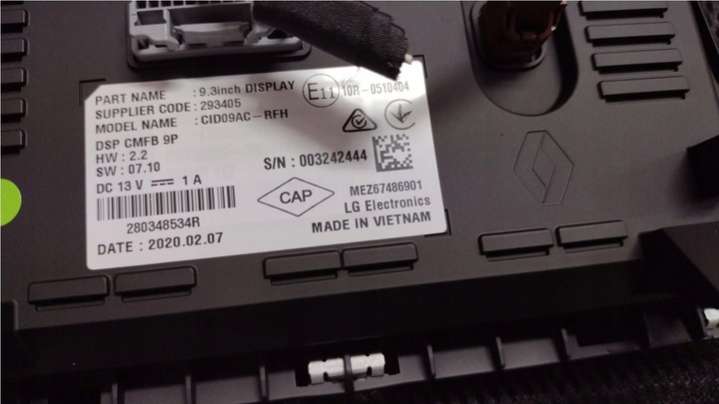 PART NAME : 9.3inch DISPLAY
SUPPLIER CODE : 293405
MODEL NAME : CID09AC-RFH
E11 10R-0510404
DSP CMFB 9P
HW : 2.2
SW : 07.10
DC 13 V 1 A
S/N : 003242444
280348534R
CAP
MEZ67486901
LG Electronics
MADE IN VIETNAM
DATE : 2020.02.07